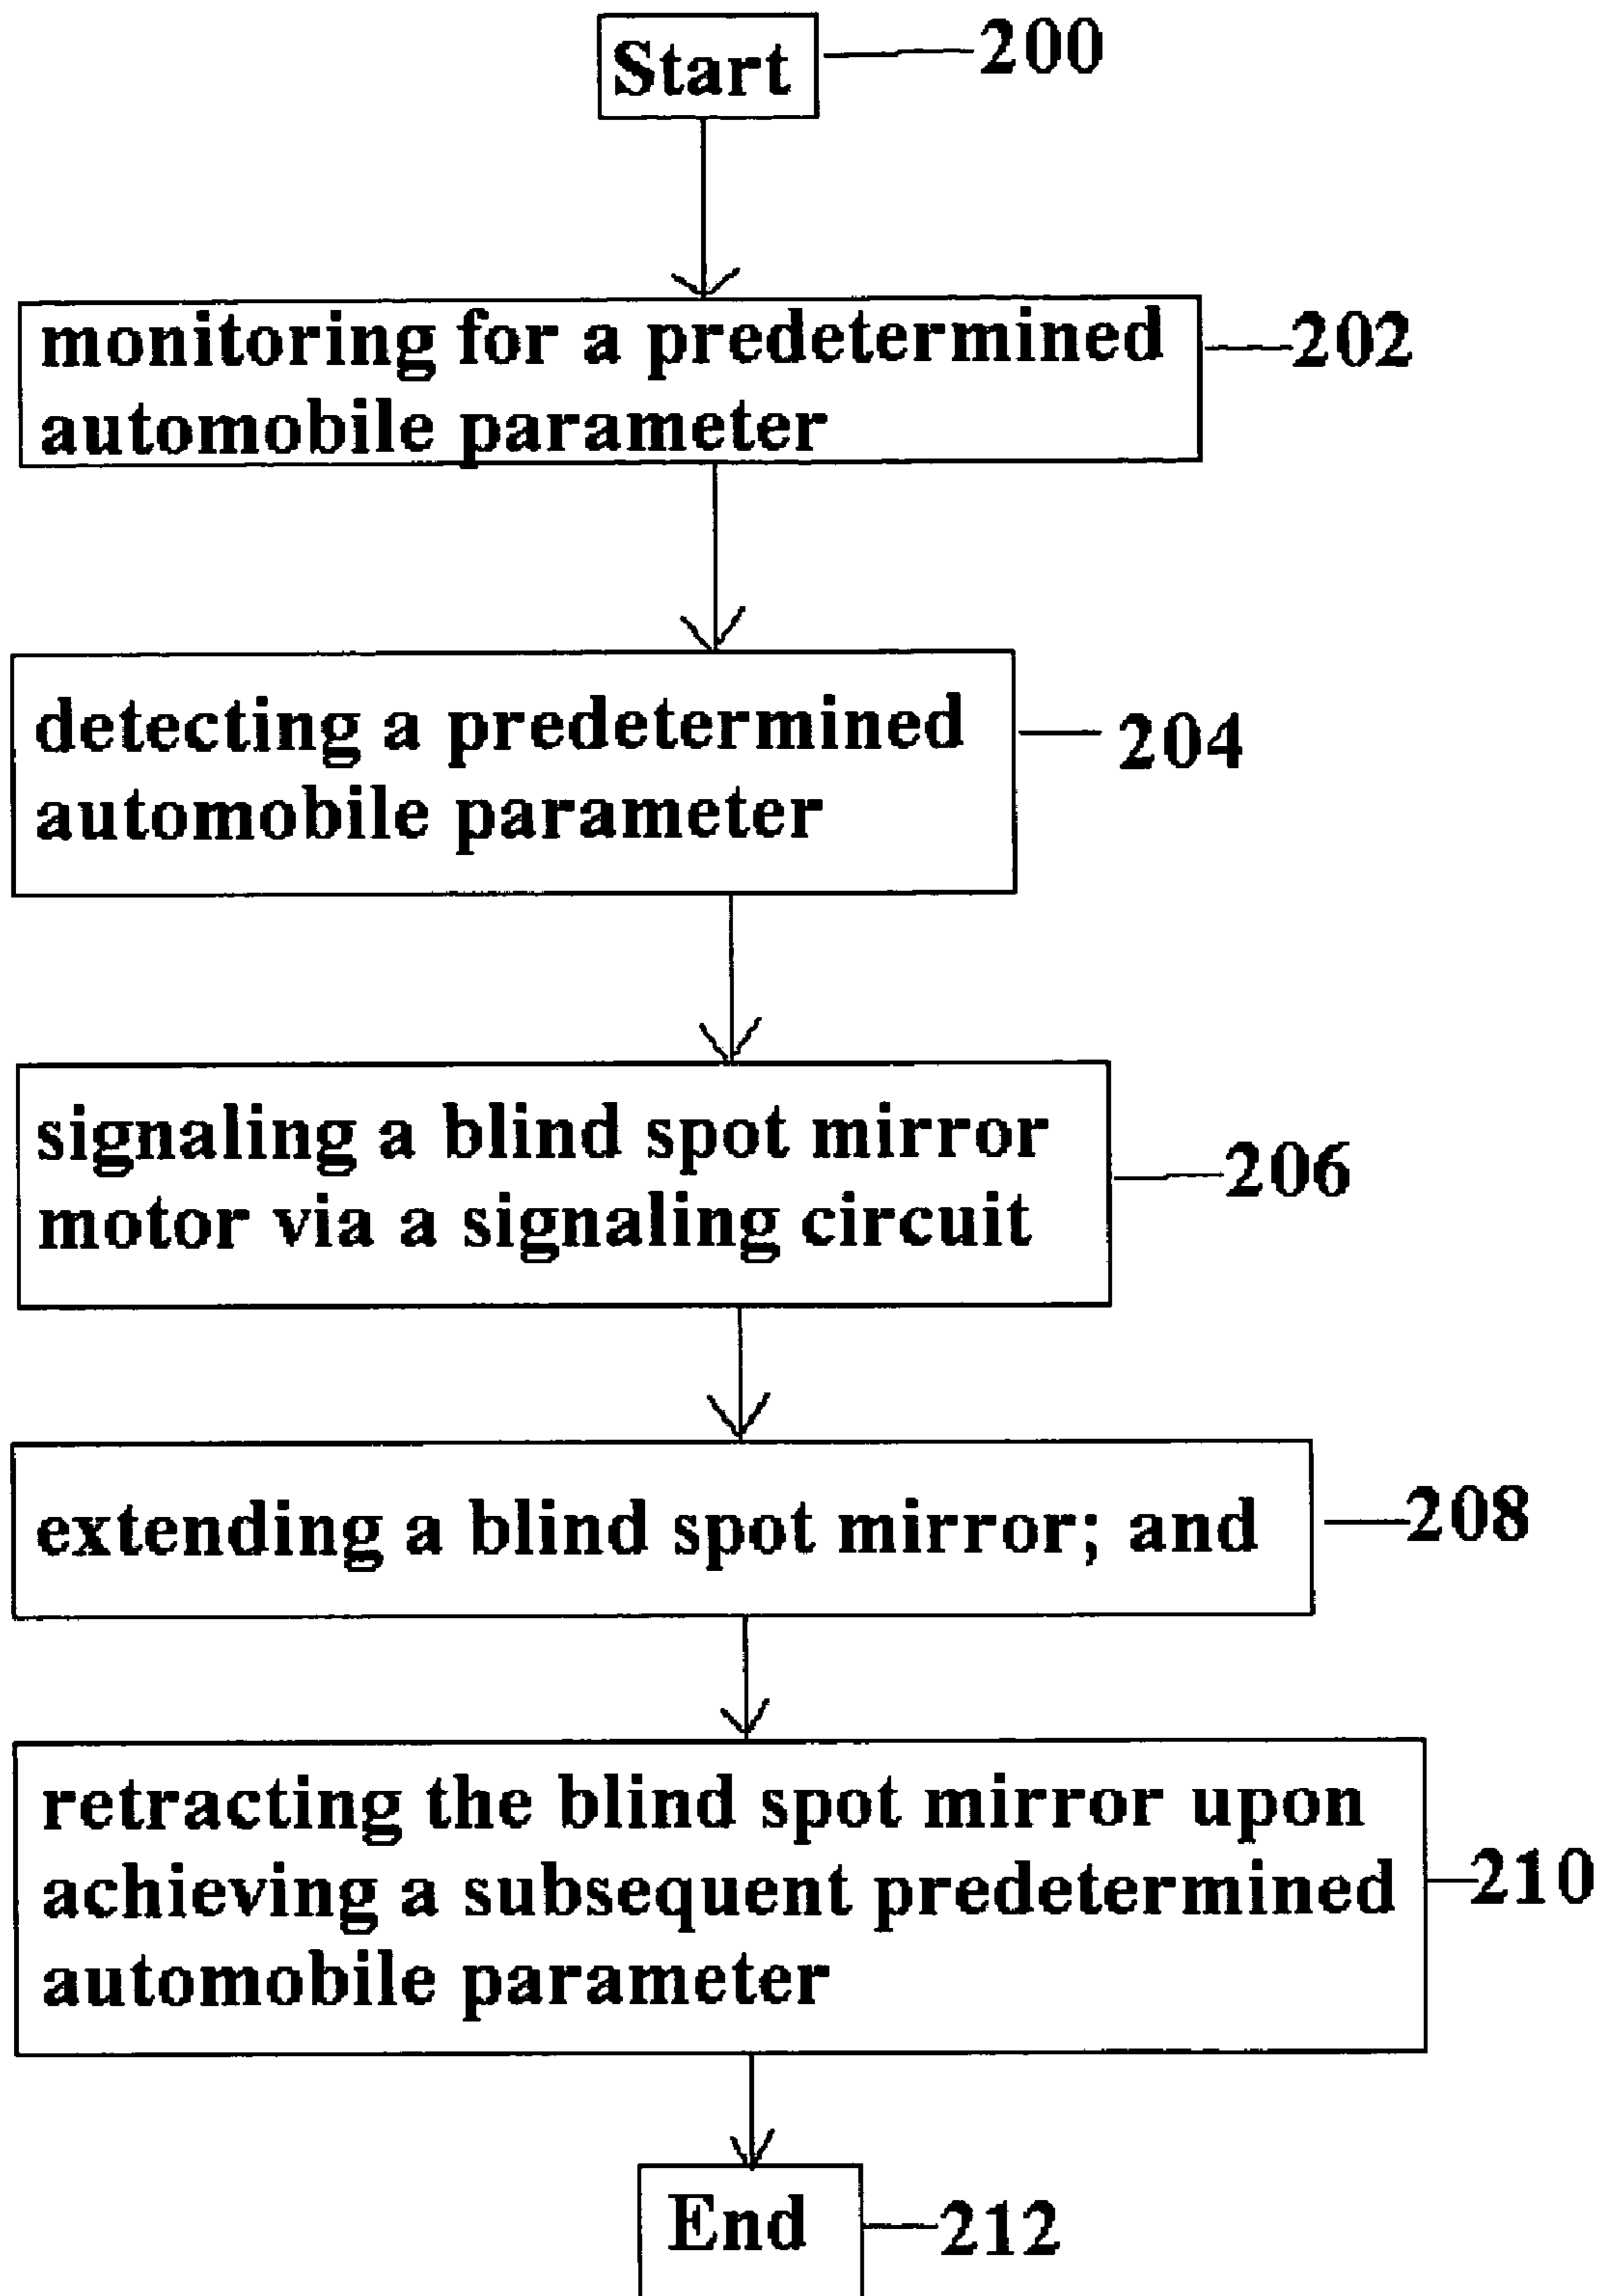 Start 200
monitoring for a predetermined 202
automobile parameter
detecting a predetermined 204
automobile parameter
signaling a blind spot mirror 206
motor via a signaling circuit
extending a blind spot mirror; and 208
retracting the blind spot mirror upon
achieving a subsequent predetermined 210
automobile parameter
End 212